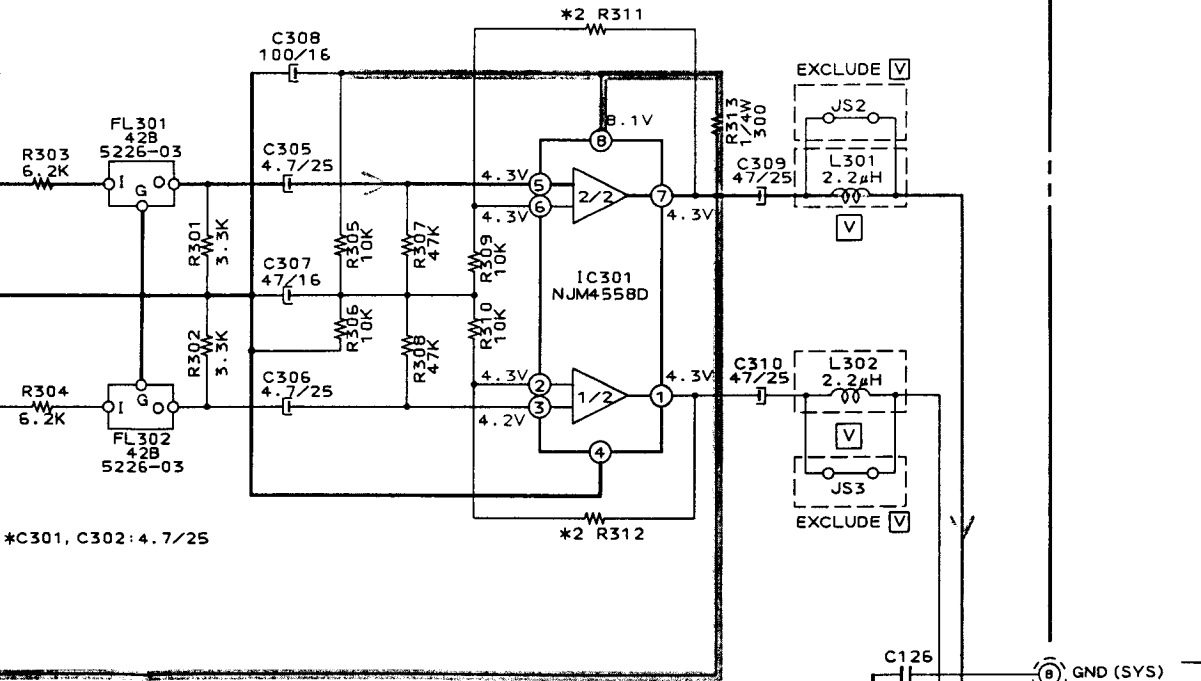 *2 R311
C308
100/16
EXCLUDE V
JS2
8.1V
8
R313
1/4W
300
FL301
42B
5226-03
R303
6.2K
I O
G
C305
4.7/25
4.3V 5
4.3V 6
2/2
7
4.3V
C309
47/25
L301
2.2μH
V
R301
3.3K
R305
10K
R307
47K
R309
10K
C307
47/16
IC301
NJM4558D
R302
3.3K
R306
10K
R308
47K
R310
10K
R304
6.2K
G
I O
FL302
42B
5226-03
C306
4.7/25
4.3V 2
4.2V 3
1/2
1
4.3V
4
C310
47/25
L302
2.2μH
V
JS3
EXCLUDE V
*2 R312
*C301, C302:4.7/25
C126
8 GND (SYS)